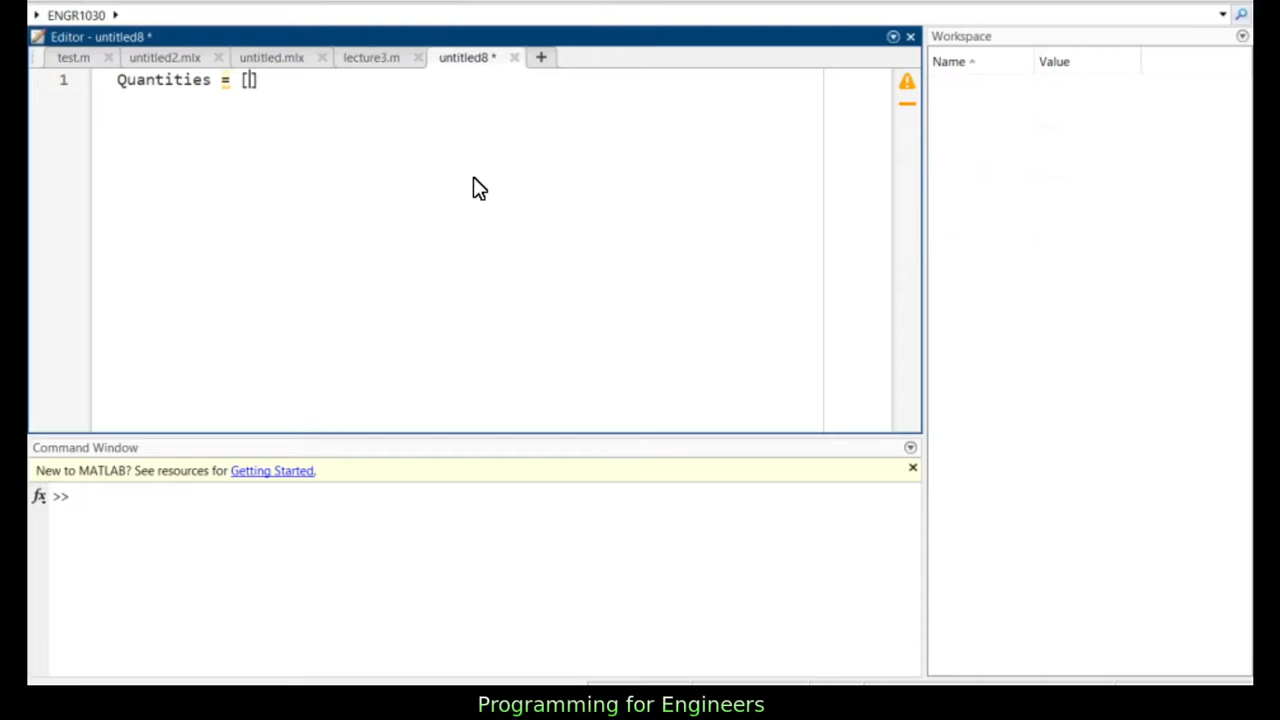 ENGR1030
Editor - untitled8 *
Workspace
test.m untitled2.mlx untitled.mlx lecture3.m untitled8 *
Name Value
1 Quantities = []
Command Window
New to MATLAB? See resources for Getting Started.
fx >>
Programming for Engineers